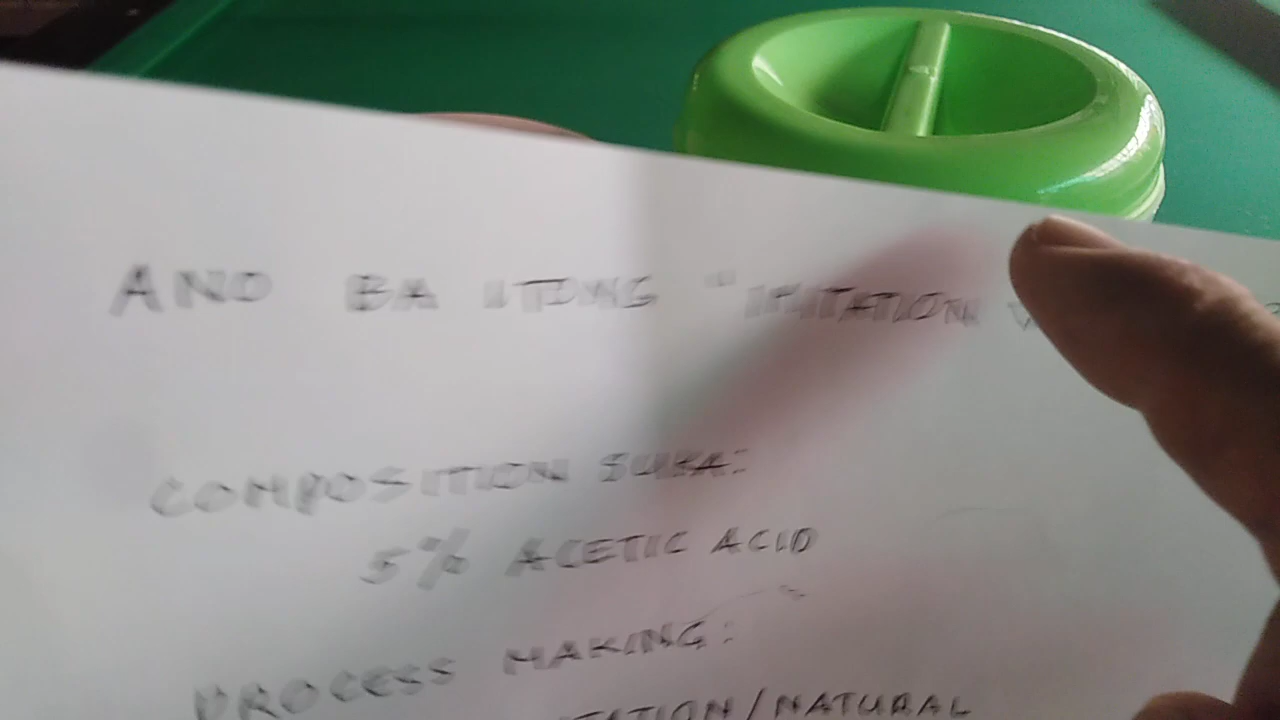 AND BA ITONG "IMITATION
COMPOSITION SUKA:
5% ACETIC ACID
PROCESS MAKING:
/NATURAL